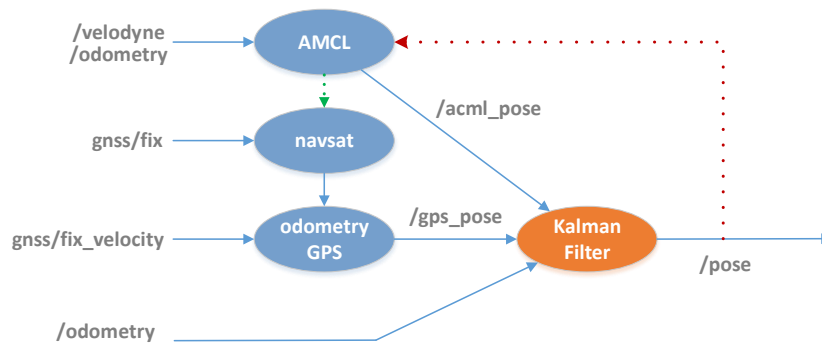 /velodyne
/odometry
AMCL
/acml_pose
gnss/fix
navsat
gnss/fix_velocity
odometry
GPS
/gps_pose
Kalman
Filter
/pose
/odometry